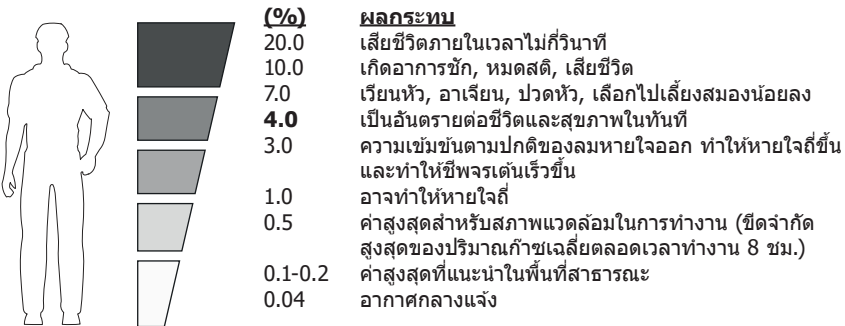 (%) ผลกระทบ
20.0 เสียชีวิตภายในเวลาไม่กี่วินาที
10.0 เกิดอาการชัก, หมดสติ, เสียชีวิต
7.0 เวียนหัว, อาเจียน, ปวดหัว, เลือกไปเลี้ยงสมองน้อยลง
4.0 เป็นอันตรายต่อชีวิตและสุขภาพในทันที
3.0 ความเข้มข้นตามปกติของลมหายใจออก ทำให้หายใจถี่ขึ้น
และทำให้ชีพจรเต้นเร็วขึ้น
1.0 อาจทำให้หายใจถี่
0.5 ค่าสูงสุดสำหรับสภาพแวดล้อมในการทำงาน (ขีดจำกัด
สูงสุดของปริมาณก๊าซเฉลี่ยตลอดเวลาทำงาน 8 ชม.)
0.1-0.2 ค่าสูงสุดที่แนะนำในพื้นที่สาธารณะ
0.04 อากาศกลางแจ้ง